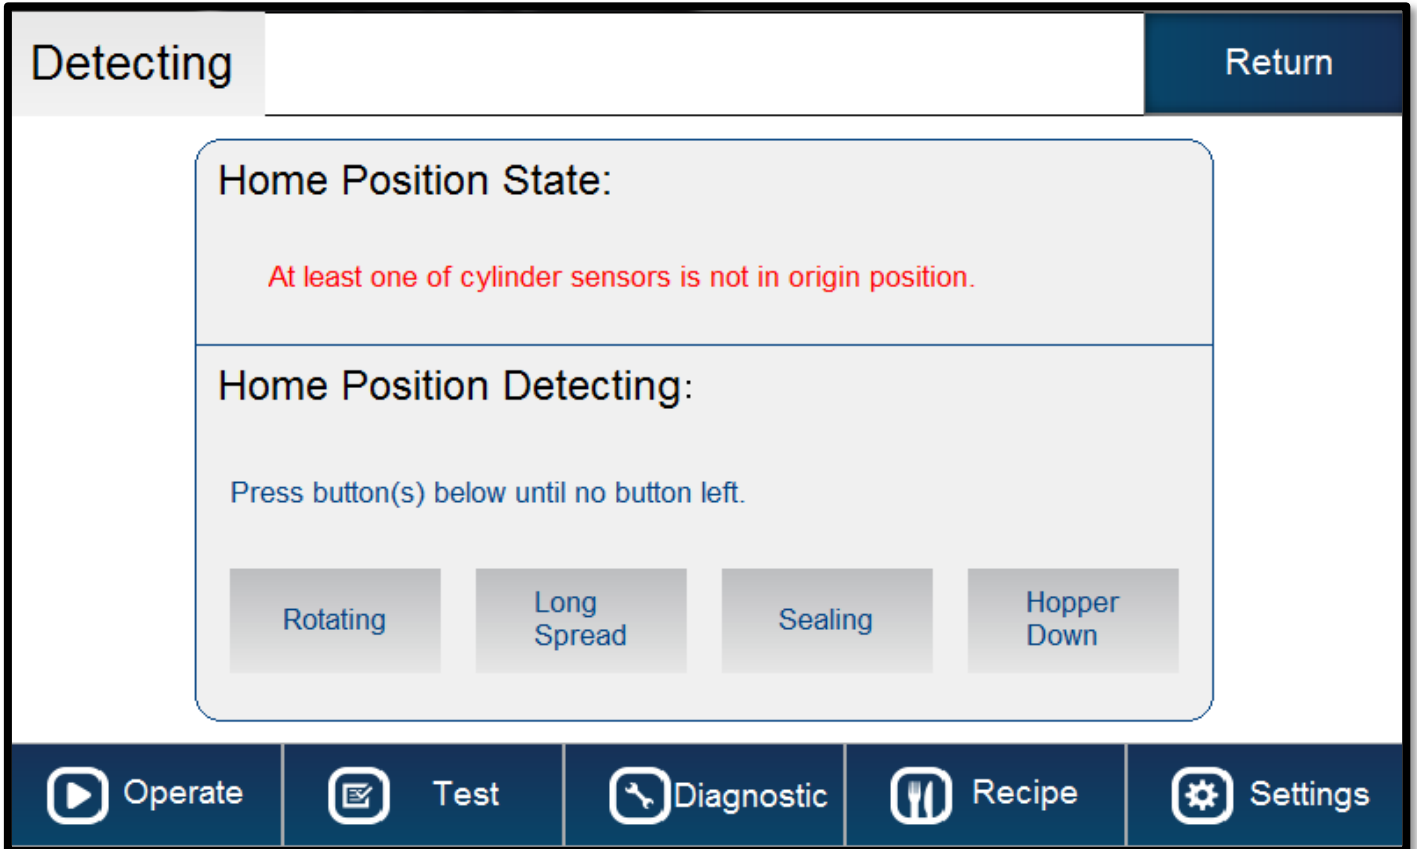 Detecting
Return
Home Position State:
At least one of cylinder sensors is not in origin position.
Home Position Detecting:
Press button(s) below until no button left.
Rotating
Long
Spread
Sealing
Hopper
Down
Operate
Test
Diagnostic
Recipe
Settings